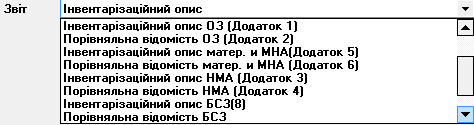 Звіт Інвентарізаційний опис
Інвентарізаційний опис ОЗ (Додаток 1)
Порівняльна відомість ОЗ (Додаток 2)
Інвентарізаційний опис матер. и МНА(Додаток 5)
Порівняльна відомість матер. и МНА (Додаток 6)
Інвентарізаційний опис НМА (Додаток 3)
Порівняльна відомість НМА (Додаток 4)
Інвентарізаційний опис БСЗ(8)
Порівняльна відомість БСЗ